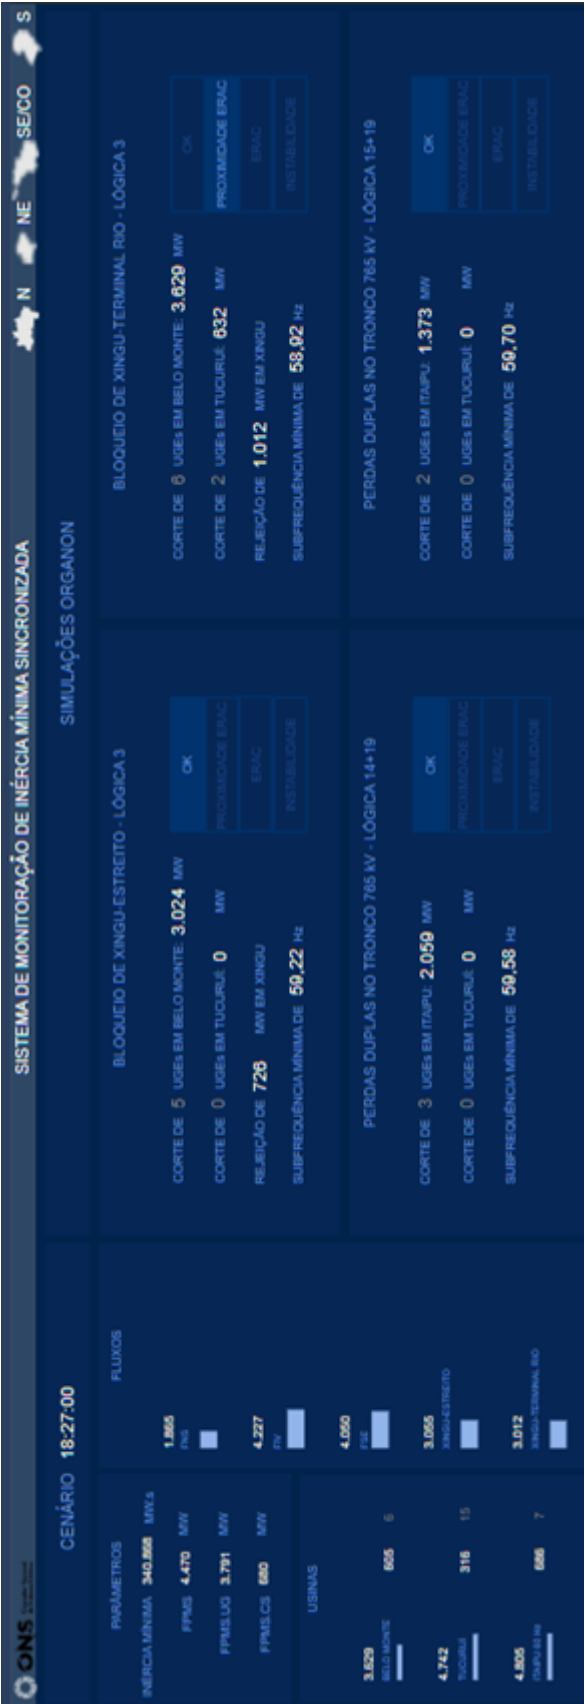 ONS
SISTEMA DE MONITORAÇÃO DE INÉRCIA MÍNIMA SINCRONIZADA
N
NE
SE/CO
S
CENÁRIO 18:27:00
SIMULAÇÕES ORGANON
PARÂMETROS
INÉRCIA MÍNIMA 340.868 MW.s
FPMS 4.470 MW
FPMS.UG 3.791 MW
FPMS.CS 680 MW
USINAS
3.629 605 6
BELO MONTE
4.742 316 15
TUCURUÍ
4.805 686 7
ITAIPU 60 Hz
FLUXOS
1.865
FNS
4.227
4.050
FSE
3.055
XINGU-ESTREITO
3.012
XINGU-TERMINAL RIO
BLOQUEIO DE XINGU-ESTREITO - LÓGICA 3
CORTE DE 5 UGEs EM BELO MONTE: 3.024 MW
CORTE DE 0 UGEs EM TUCURUÍ: 0 MW
REJEIÇÃO DE 726 MW EM XINGU
SUBFREQUÊNCIA MÍNIMA DE 59,22 Hz
OK
PROXIMIDADE ERAC
ERAC
INSTABILIDADE
BLOQUEIO DE XINGU-TERMINAL RIO - LÓGICA 3
CORTE DE 6 UGEs EM BELO MONTE: 3.629 MW
CORTE DE 2 UGEs EM TUCURUÍ: 632 MW
REJEIÇÃO DE 1.012 MW EM XINGU
SUBFREQUÊNCIA MÍNIMA DE 58,92 Hz
OK
PROXIMIDADE ERAC
ERAC
INSTABILIDADE
PERDAS DUPLAS NO TRONCO 765 kV - LÓGICA 14+19
CORTE DE 3 UGEs EM ITAIPU: 2.059 MW
CORTE DE 0 UGEs EM TUCURUÍ: 0 MW
SUBFREQUÊNCIA MÍNIMA DE 59,58 Hz
OK
PROXIMIDADE ERAC
ERAC
INSTABILIDADE
PERDAS DUPLAS NO TRONCO 765 kV - LÓGICA 15+19
CORTE DE 2 UGEs EM ITAIPU: 1.373 MW
CORTE DE 0 UGEs EM TUCURUÍ: 0 MW
SUBFREQUÊNCIA MÍNIMA DE 59,70 Hz
OK
PROXIMIDADE ERAC
ERAC
INSTABILIDADE